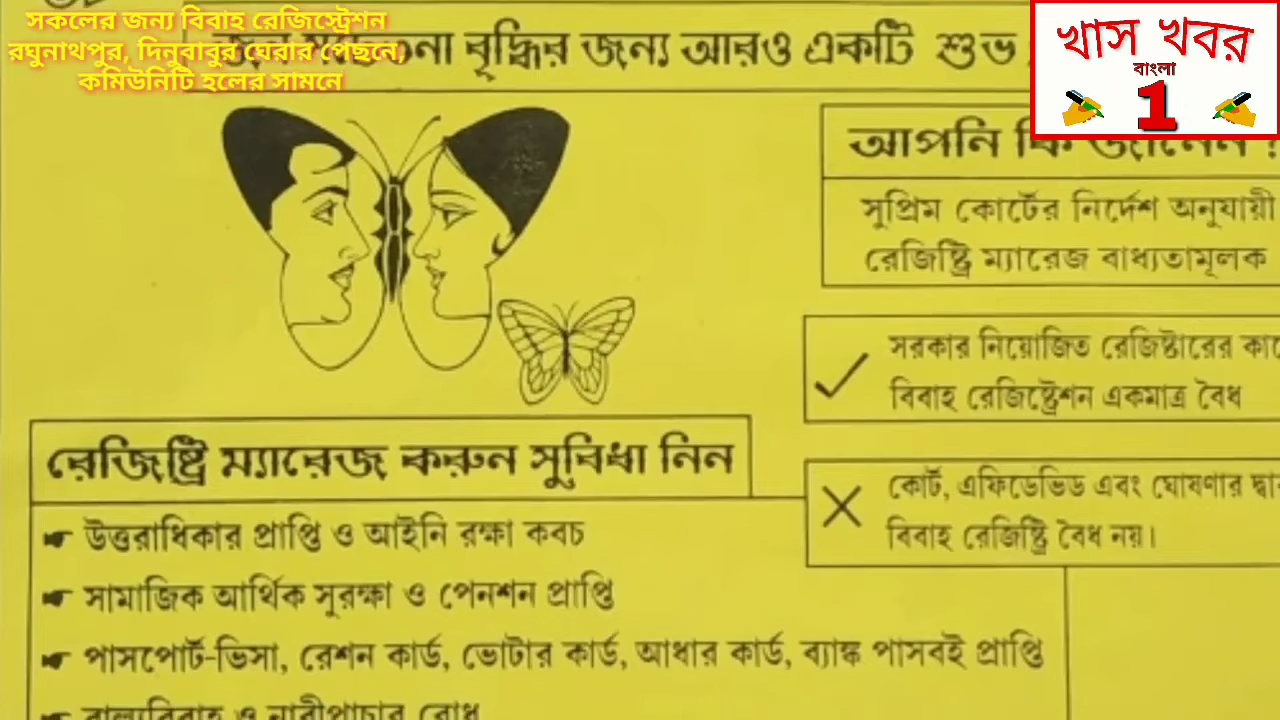 সকলের জন্য বিবাহ রেজিস্ট্রেশন
রঘুনাথপুর, দিনুবাবুর ঘেরার পেছনে,
কমিউনিটি হলের সামনে
বৃদ্ধির জন্য আরও একটি শুভ
খাস খবর
বাংলা
1
আপনি কি জানেন ?
সুপ্রিম কোর্টের নির্দেশ অনুযায়ী
রেজিষ্ট্রি ম্যারেজ বাধ্যতামূলক
সরকার নিয়োজিত রেজিষ্টারের
বিবাহ রেজিষ্ট্রেশন একমাত্র বৈধ
কোর্ট, এফিডেভিড এবং ঘোষণার
বিবাহ রেজিষ্ট্রি বৈধ নয়।
রেজিষ্ট্রি ম্যারেজ করুন সুবিধা নিন
উত্তরাধিকার প্রাপ্তি ও আইনি রক্ষা কবচ
সামাজিক আর্থিক সুরক্ষা ও পেনশন প্রাপ্তি
পাসপোর্ট-ভিসা, রেশন কার্ড, ভোটার কার্ড, আধার কার্ড, ব্যাঙ্ক পাসবই প্রাপ্তি
বাল্যবিবাহ ও নারীপাচার রোধ